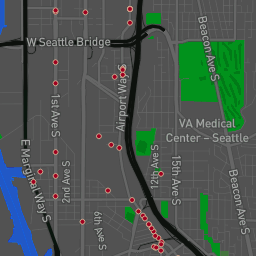 W Seattle Bridge
Beacon Ave S
Airport Way S
1st Ave S
VA Medical
Center – Seattle
E Marginal Way S
2nd Ave S
12th Ave S
15th Ave S
Beacon Ave S
6th Ave S